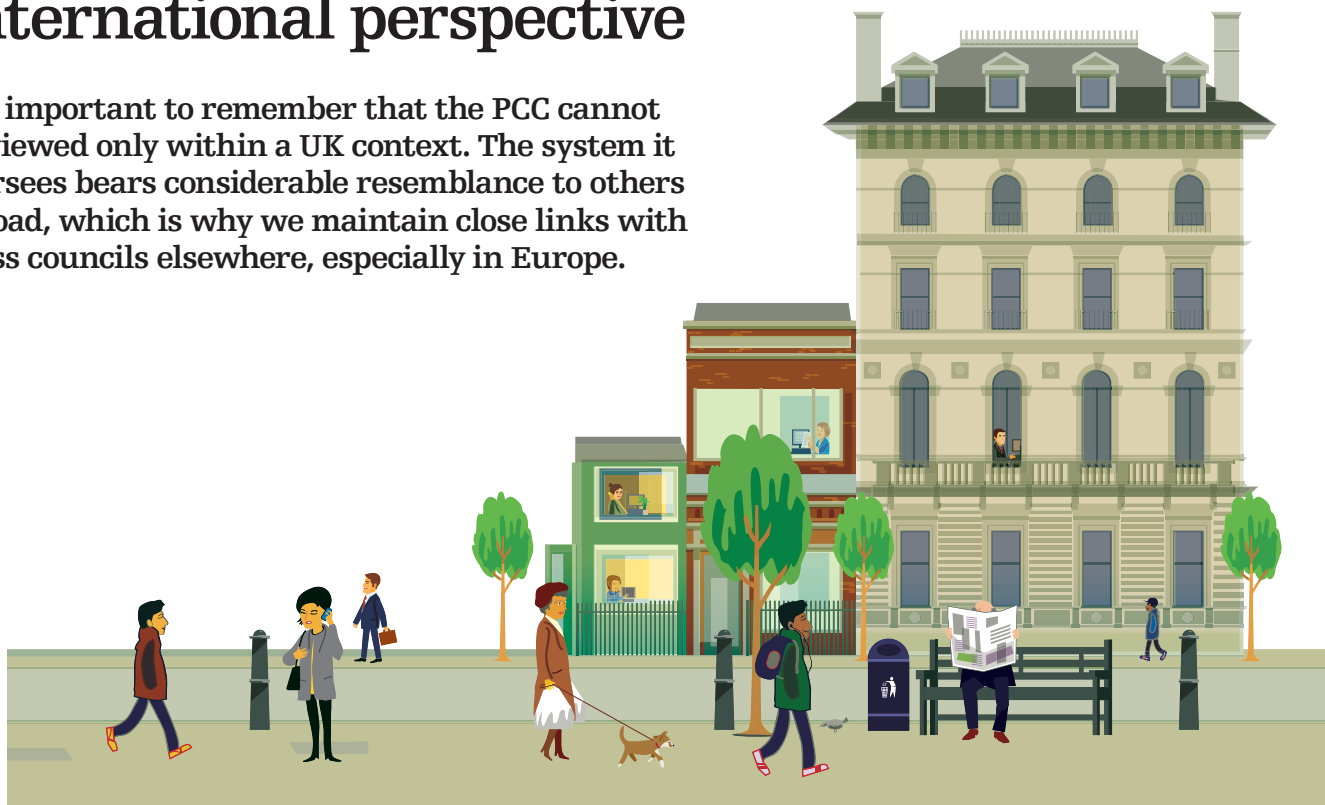 nternational perspective
important to remember that the PCC cannot
viewed only within a UK context. The system it
rsees bears considerable resemblance to others
oad, which is why we maintain close links with
ss councils elsewhere, especially in Europe.